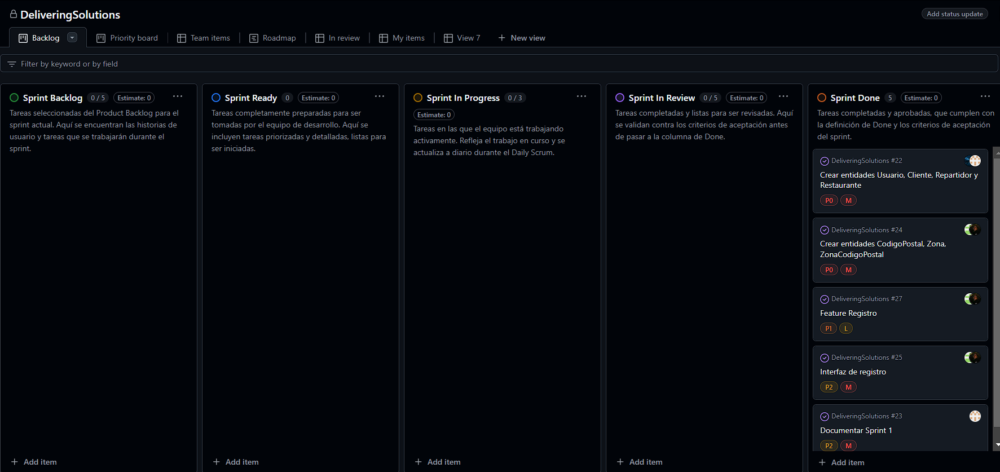 DeliveringSolutions
Add status update
Backlog
Priority board
Team items
Roadmap
In review
My items
View 7
New view
Filter by keyword or by field
Sprint Backlog 0 / 5 Estimate: 0
Tareas seleccionadas del Product Backlog para el
sprint actual. Aquí se encuentran las historias de
usuario y tareas que se trabajarán durante el
sprint.
Add item
Sprint Ready 0 Estimate: 0
Tareas completamente preparadas para ser
tomadas por el equipo de desarrollo. Aquí se
incluyen tareas priorizadas y detalladas, listas para
ser iniciadas.
Add item
Sprint In Progress 0 / 3
Estimate: 0
Tareas en las que el equipo está trabajando
activamente. Refleja el trabajo en curso y se
actualiza a diario durante el Daily Scrum.
Add item
Sprint In Review 0 / 5 Estimate: 0
Tareas completadas y listas para ser revisadas. Aquí
se validan contra los criterios de aceptación antes
de pasar a la columna de Done.
Add item
Sprint Done 5 Estimate: 0
Tareas completadas y aprobadas, que cumplen con
la definición de Done y los criterios de aceptación
del sprint.
DeliveringSolutions #22
Crear entidades Usuario, Cliente, Repartidor y
Restaurante
P0 M
DeliveringSolutions #24
Crear entidades CodigoPostal, Zona,
ZonaCodigoPostal
P0 M
DeliveringSolutions #27
Feature Registro
P1 L
DeliveringSolutions #25
Interfaz de registro
P2 M
DeliveringSolutions #23
Documentar Sprint 1
P2 M
Add item